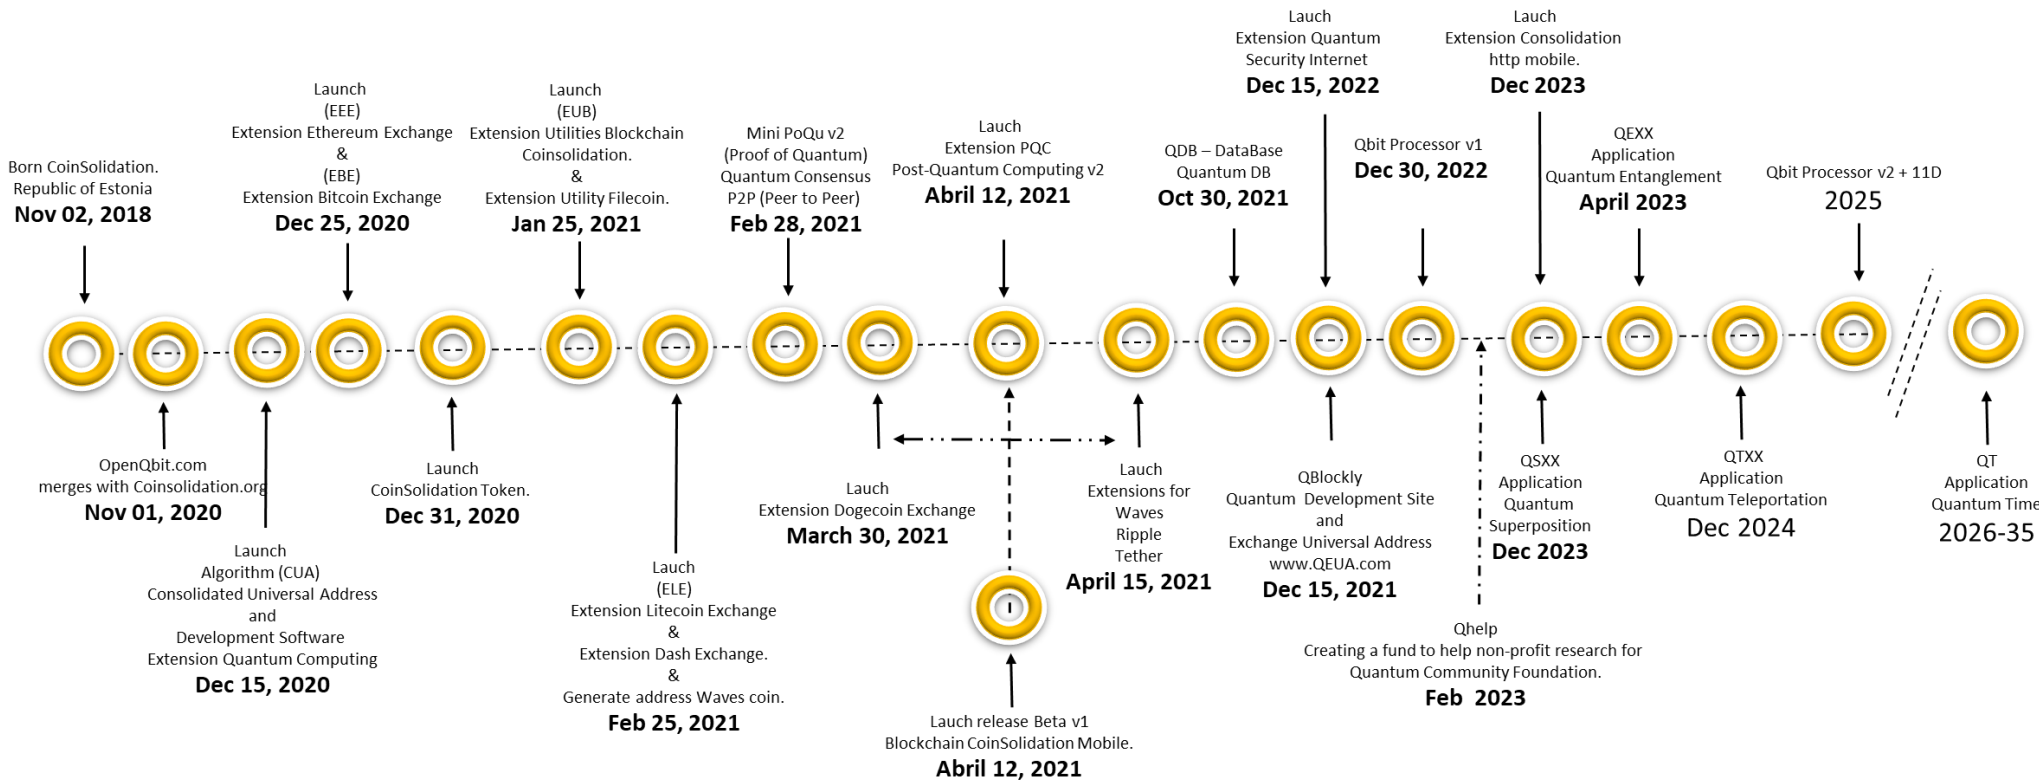 Born CoinSolidation.
Republic of Estonia
Nov 02, 2018
OpenQbit.com
merges with Coinsolidation.org
Nov 01, 2020
Launch
Algorithm (CUA)
Consolidated Universal Address
and
Development Software
Extension Quantum Computing
Dec 15, 2020
Launch
(EEE)
Extension Ethereum Exchange
&
(EBE)
Extension Bitcoin Exchange
Dec 25, 2020
Launch
CoinSolidation Token.
Dec 31, 2020
Launch
(EUB)
Extension Utilities Blockchain
Coinsolidation.
&
Extension Utility Filecoin.
Jan 25, 2021
Lauch
(ELE)
Extension Litecoin Exchange
&
Extension Dash Exchange.
&
Generate address Waves coin.
Feb 25, 2021
Mini PoQu v2
(Proof of Quantum)
Quantum Consensus
P2P (Peer to Peer)
Feb 28, 2021
Lauch
Extension Dogecoin Exchange
March 30, 2021
Lauch
Extension PQC
Post-Quantum Computing v2
Abril 12, 2021
Lauch release Beta v1
Blockchain CoinSolidation Mobile.
Abril 12, 2021
Lauch
Extensions for
Waves
Ripple
Tether
April 15, 2021
QDB – DataBase
Quantum DB
Oct 30, 2021
Lauch
Extension Quantum
Security Internet
Dec 15, 2022
QBlockly
Quantum Development Site
and
Exchange Universal Address
www.QEUA.com
Dec 15, 2021
Qbit Processor v1
Dec 30, 2022
Qhelp
Creating a fund to help non-profit research for
Quantum Community Foundation.
Feb 2023
Lauch
Extension Consolidation
http mobile.
Dec 2023
QSXX
Application
Quantum
Superposition
Dec 2023
QEXX
Application
Quantum Entanglement
April 2023
QTXX
Application
Quantum Teleportation
Dec 2024
Qbit Processor v2 + 11D
2025
QT
Application
Quantum Time
2026-35